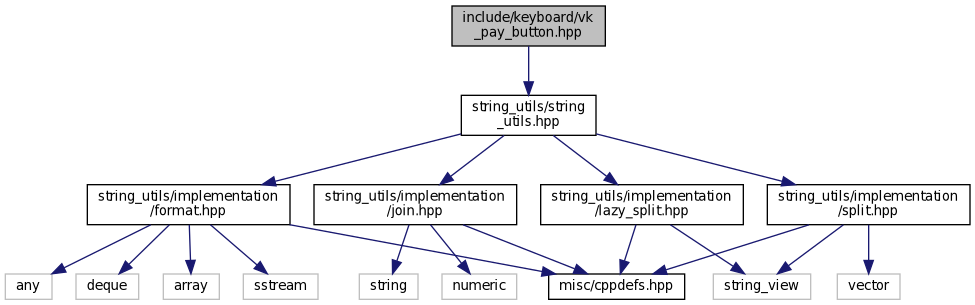 include/keyboard/vk
_pay_button.hpp
string_utils/string
_utils.hpp
string_utils/implementation
/format.hpp
string_utils/implementation
/join.hpp
string_utils/implementation
/lazy_split.hpp
string_utils/implementation
/split.hpp
any
deque
array
sstream
string
numeric
misc/cppdefs.hpp
string_view
vector